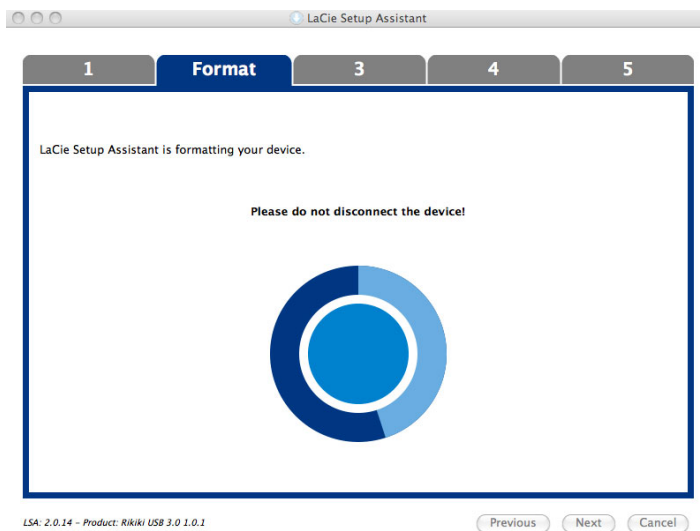 LaCie Setup Assistant
1 Format 3 4 5
LaCie Setup Assistant is formatting your device.
Please do not disconnect the device!
LSA: 2.0.14 – Product: Rikiki USB 3.0 1.0.1
Previous Next Cancel